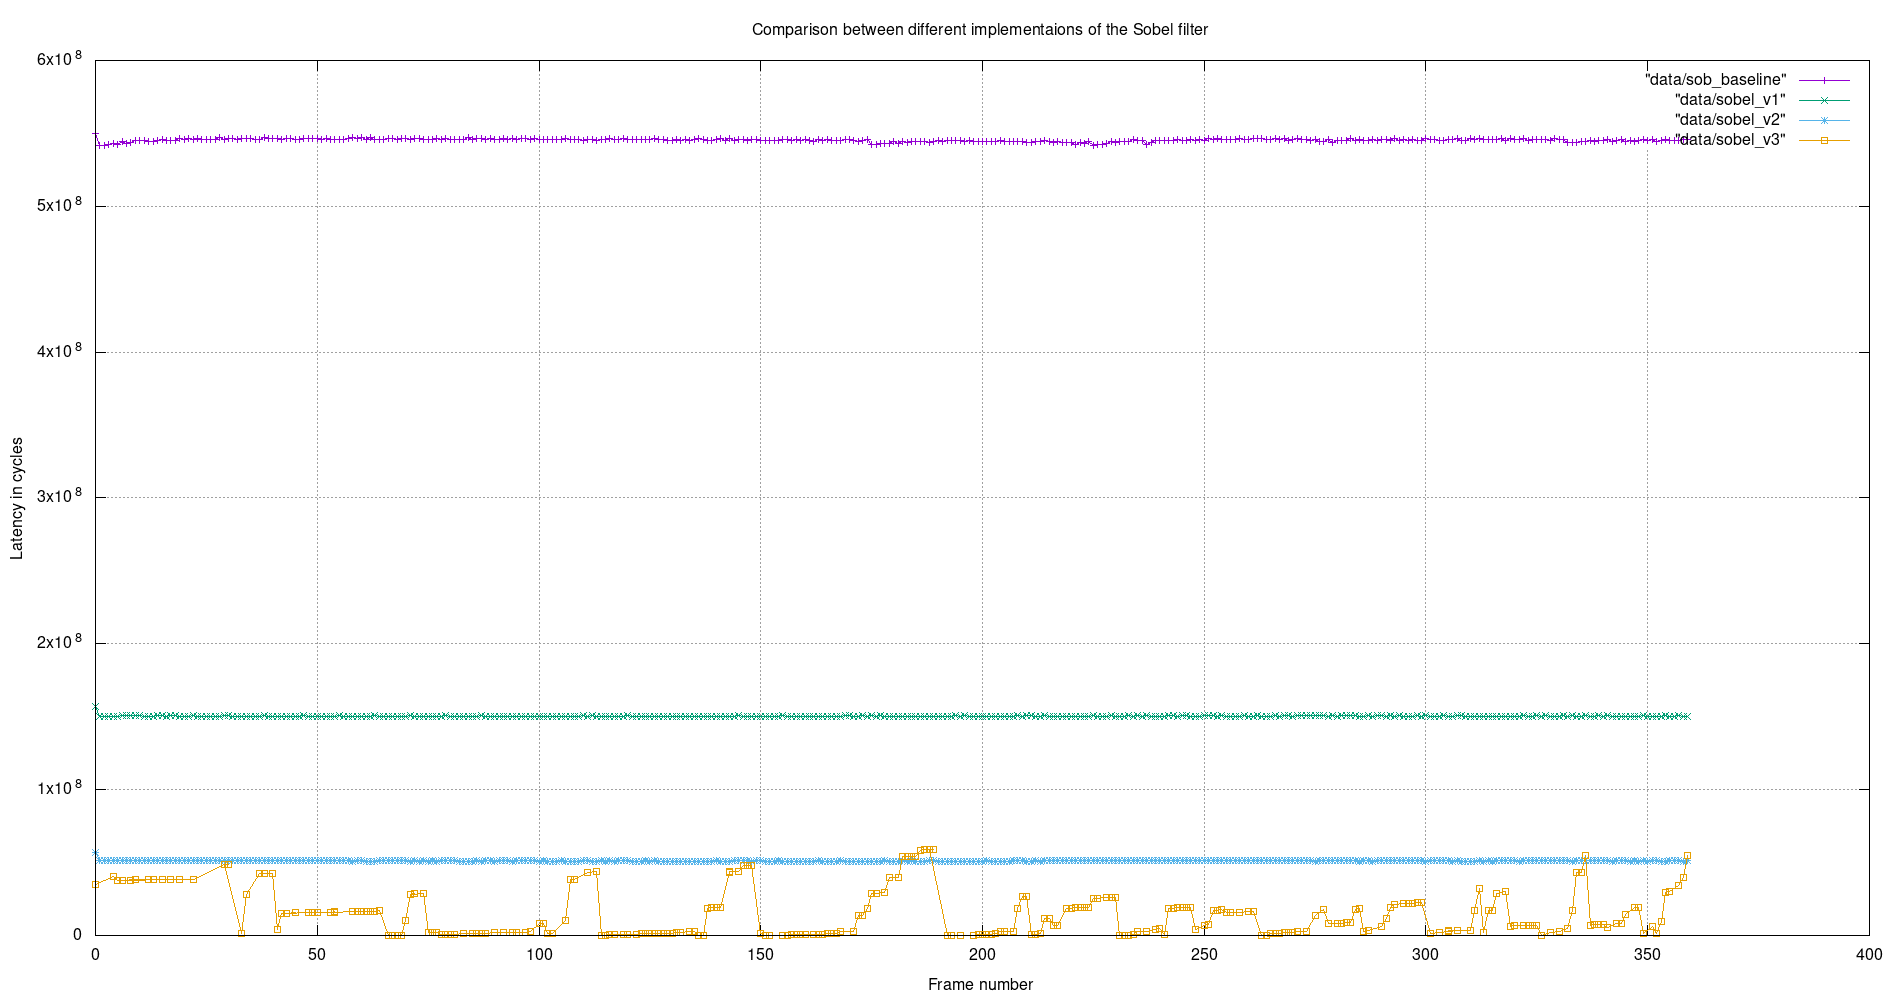 Comparison between different implementaions of the Sobel filter
6x10^8
5x10^8
4x10^8
3x10^8
2x10^8
1x10^8
0
Latency in cycles
"data/sob_baseline"
"data/sobel_v1"
"data/sobel_v2"
"data/sobel_v3"
0 50 100 150 200 250 300 350 400
Frame number